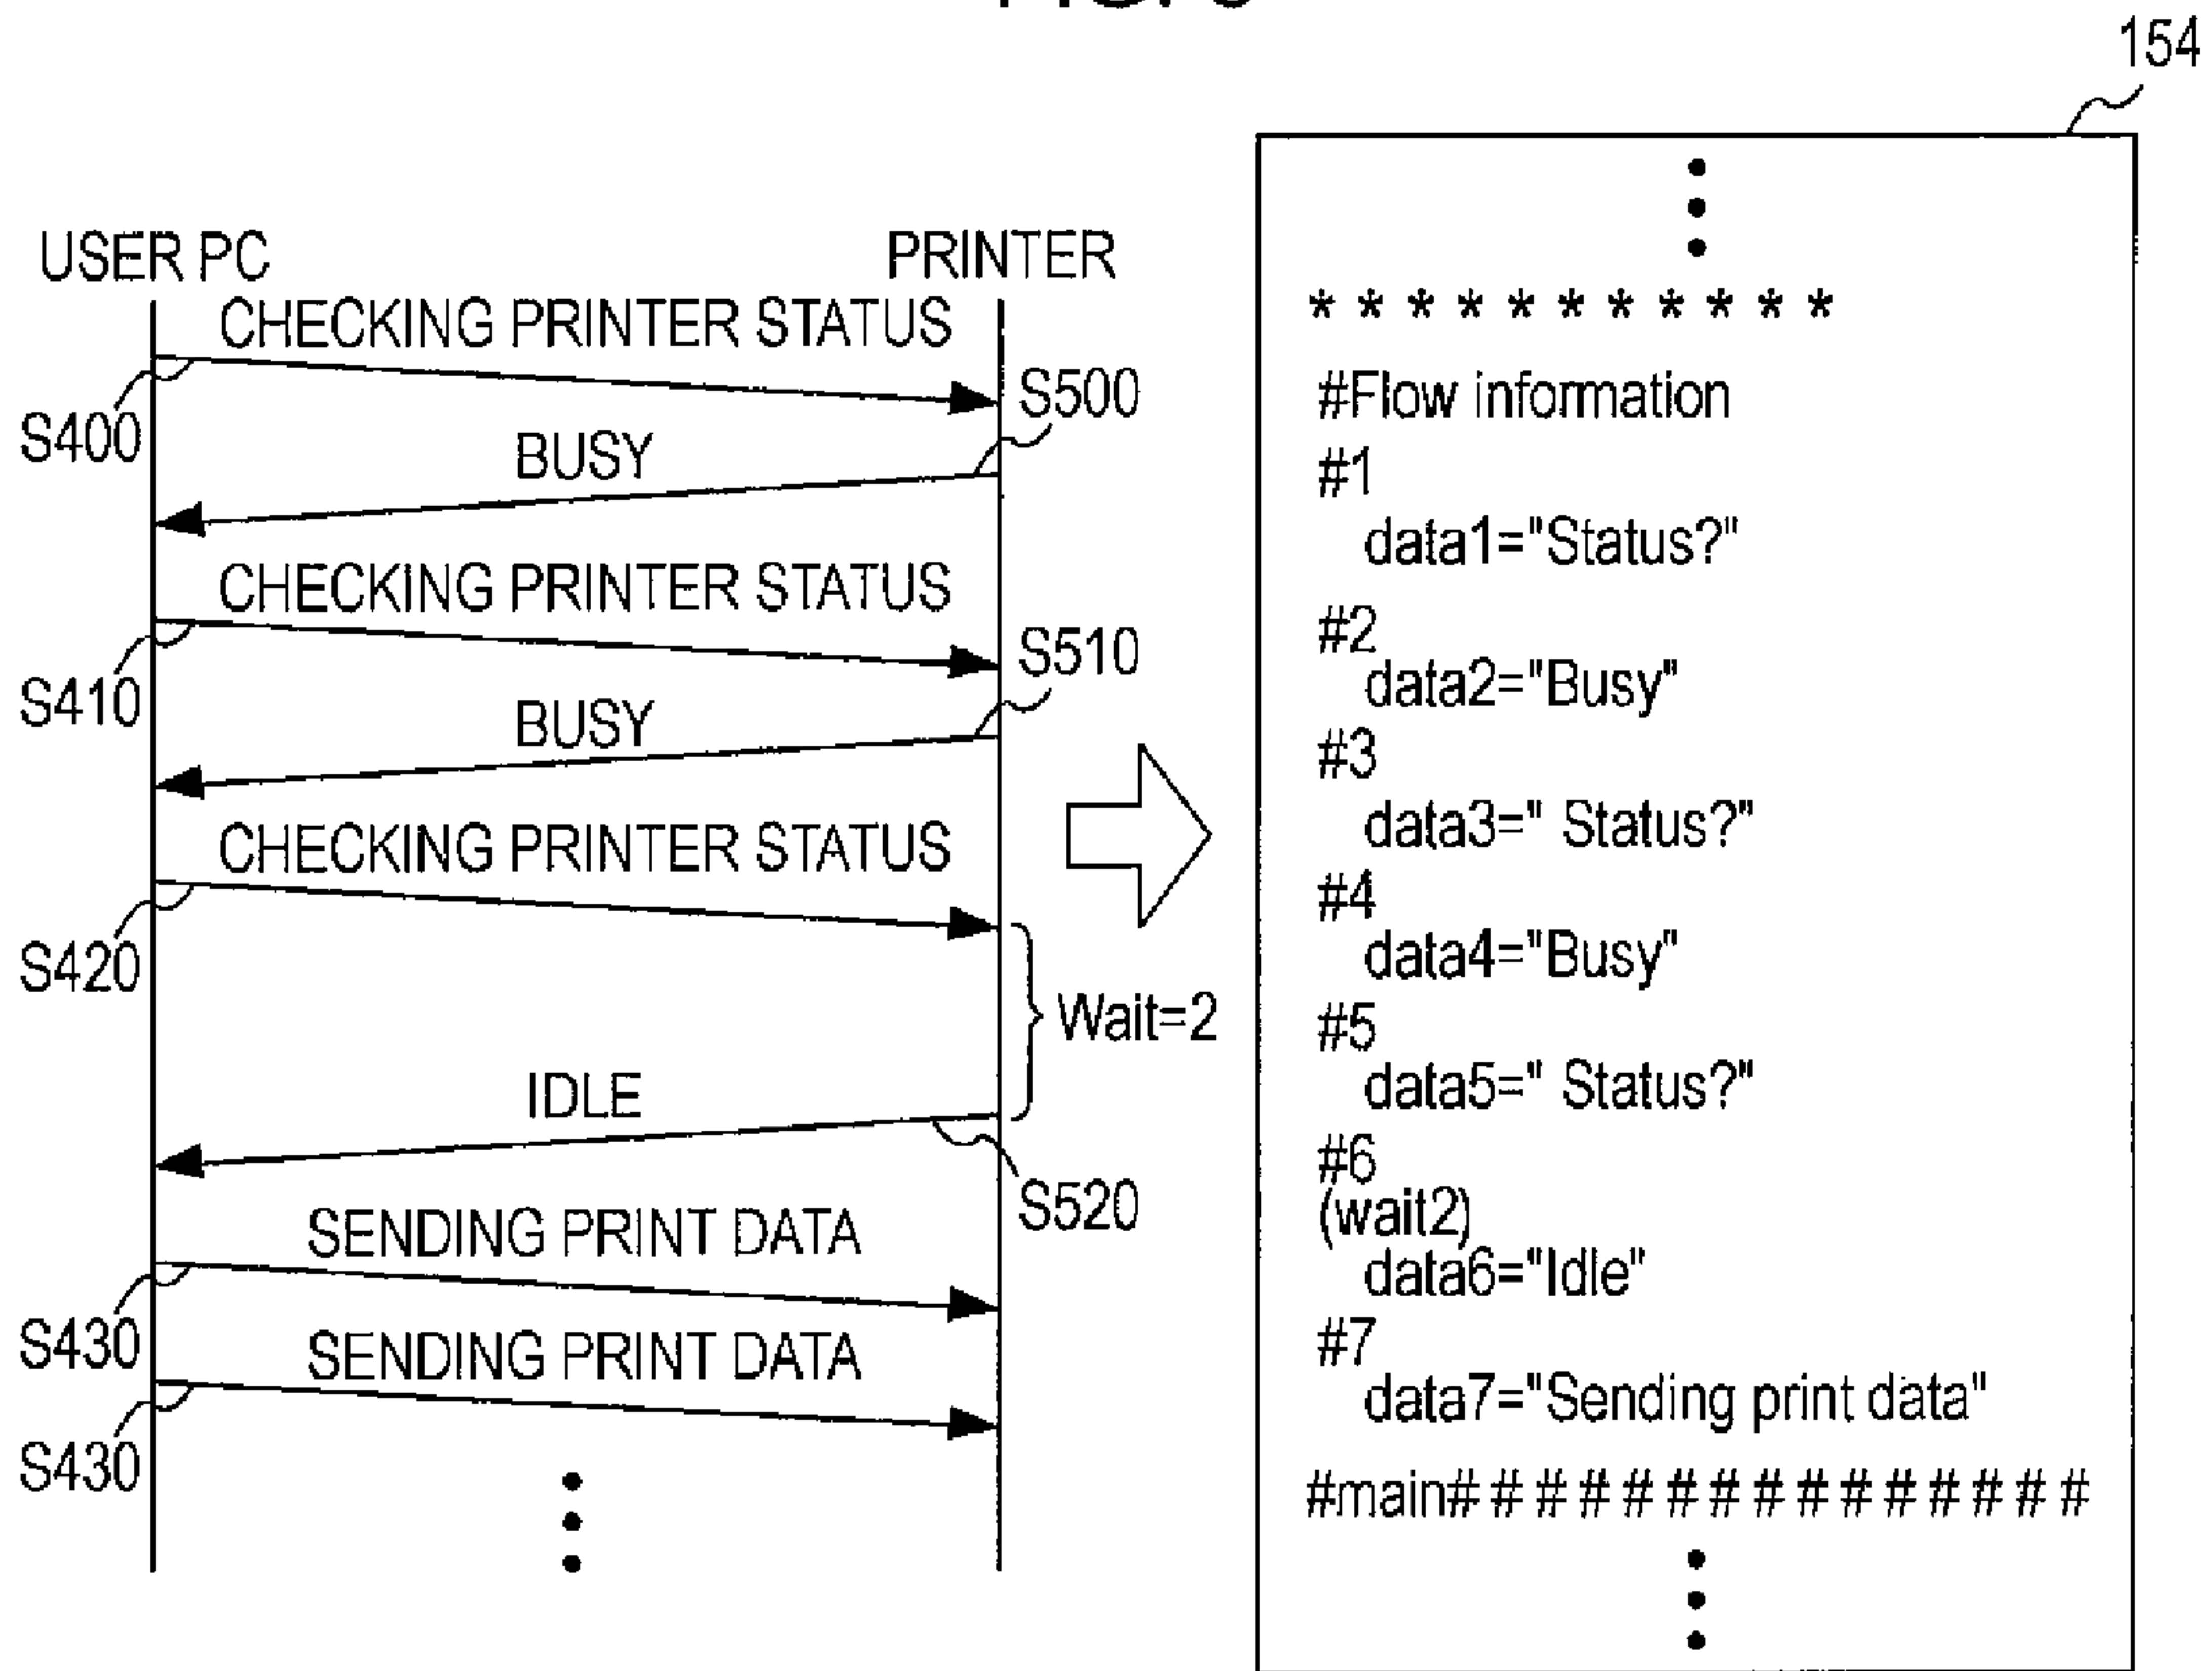 154
USER PC
PRINTER
CHECKING PRINTER STATUS
S400
S500
BUSY
CHECKING PRINTER STATUS
S410
S510
BUSY
CHECKING PRINTER STATUS
S420
Wait=2
IDLE
S520
SENDING PRINT DATA
S430
SENDING PRINT DATA
S430
* * * * * * * * * * *
#Flow information
#1
data1="Status?"
#2
data2="Busy"
#3
data3=" Status?"
#4
data4="Busy"
#5
data5=" Status?"
#6
(wait2)
data6="Idle"
#7
data7="Sending print data"
#main# # # # # # # # # # # # # # #